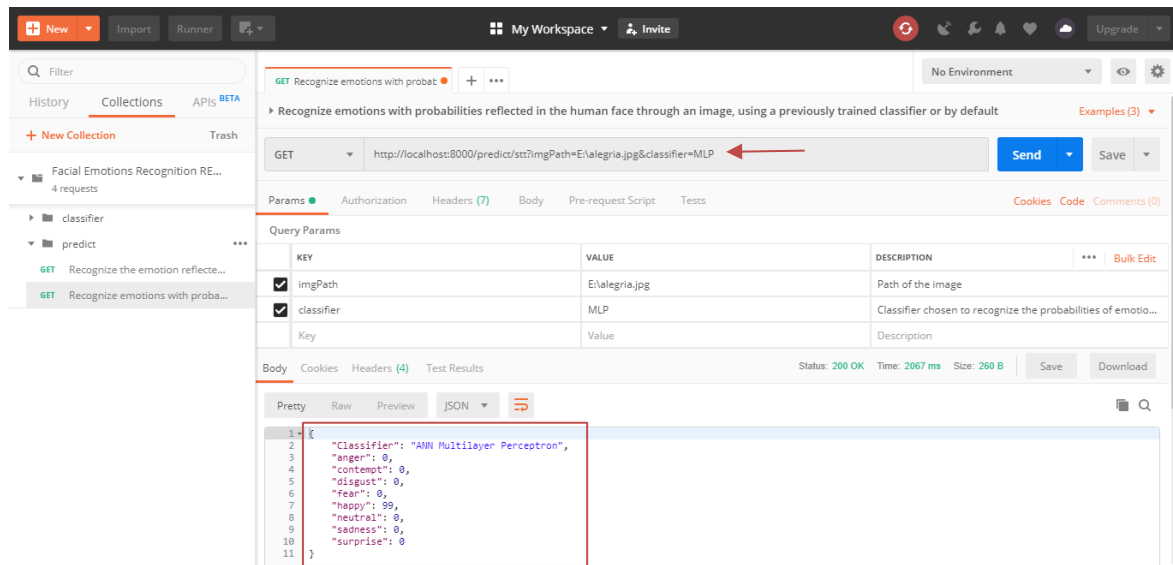 New Import Runner My Workspace Invite Upgrade
Filter
History Collections APIs BETA
+ New Collection Trash
Facial Emotions Recognition RE...
4 requests
classifier
predict
GET Recognize the emotion reflecte...
GET Recognize emotions with proba...
GET Recognize emotions with probat
No Environment
Recognize emotions with probabilities reflected in the human face through an image, using a previously trained classifier or by default Examples (3)
GET http://localhost:8000/predict/stt?imgPath=E:\alegria.jpg&classifier=MLP Send Save
Params Authorization Headers (7) Body Pre-request Script Tests Cookies Code Comments (0)
Query Params
KEY VALUE DESCRIPTION ••• Bulk Edit
imgPath E:\alegria.jpg Path of the image
classifier MLP Classifier chosen to recognize the probabilities of emotio...
Key Value Description
Body Cookies Headers (4) Test Results Status: 200 OK Time: 2067 ms Size: 260 B Save Download
Pretty Raw Preview JSON
1 {
2 "Classifier": "ANN Multilayer Perceptron",
3 "anger": 0,
4 "contempt": 0,
5 "disgust": 0,
6 "fear": 0,
7 "happy": 99,
8 "neutral": 0,
9 "sadness": 0,
10 "surprise": 0
11 }